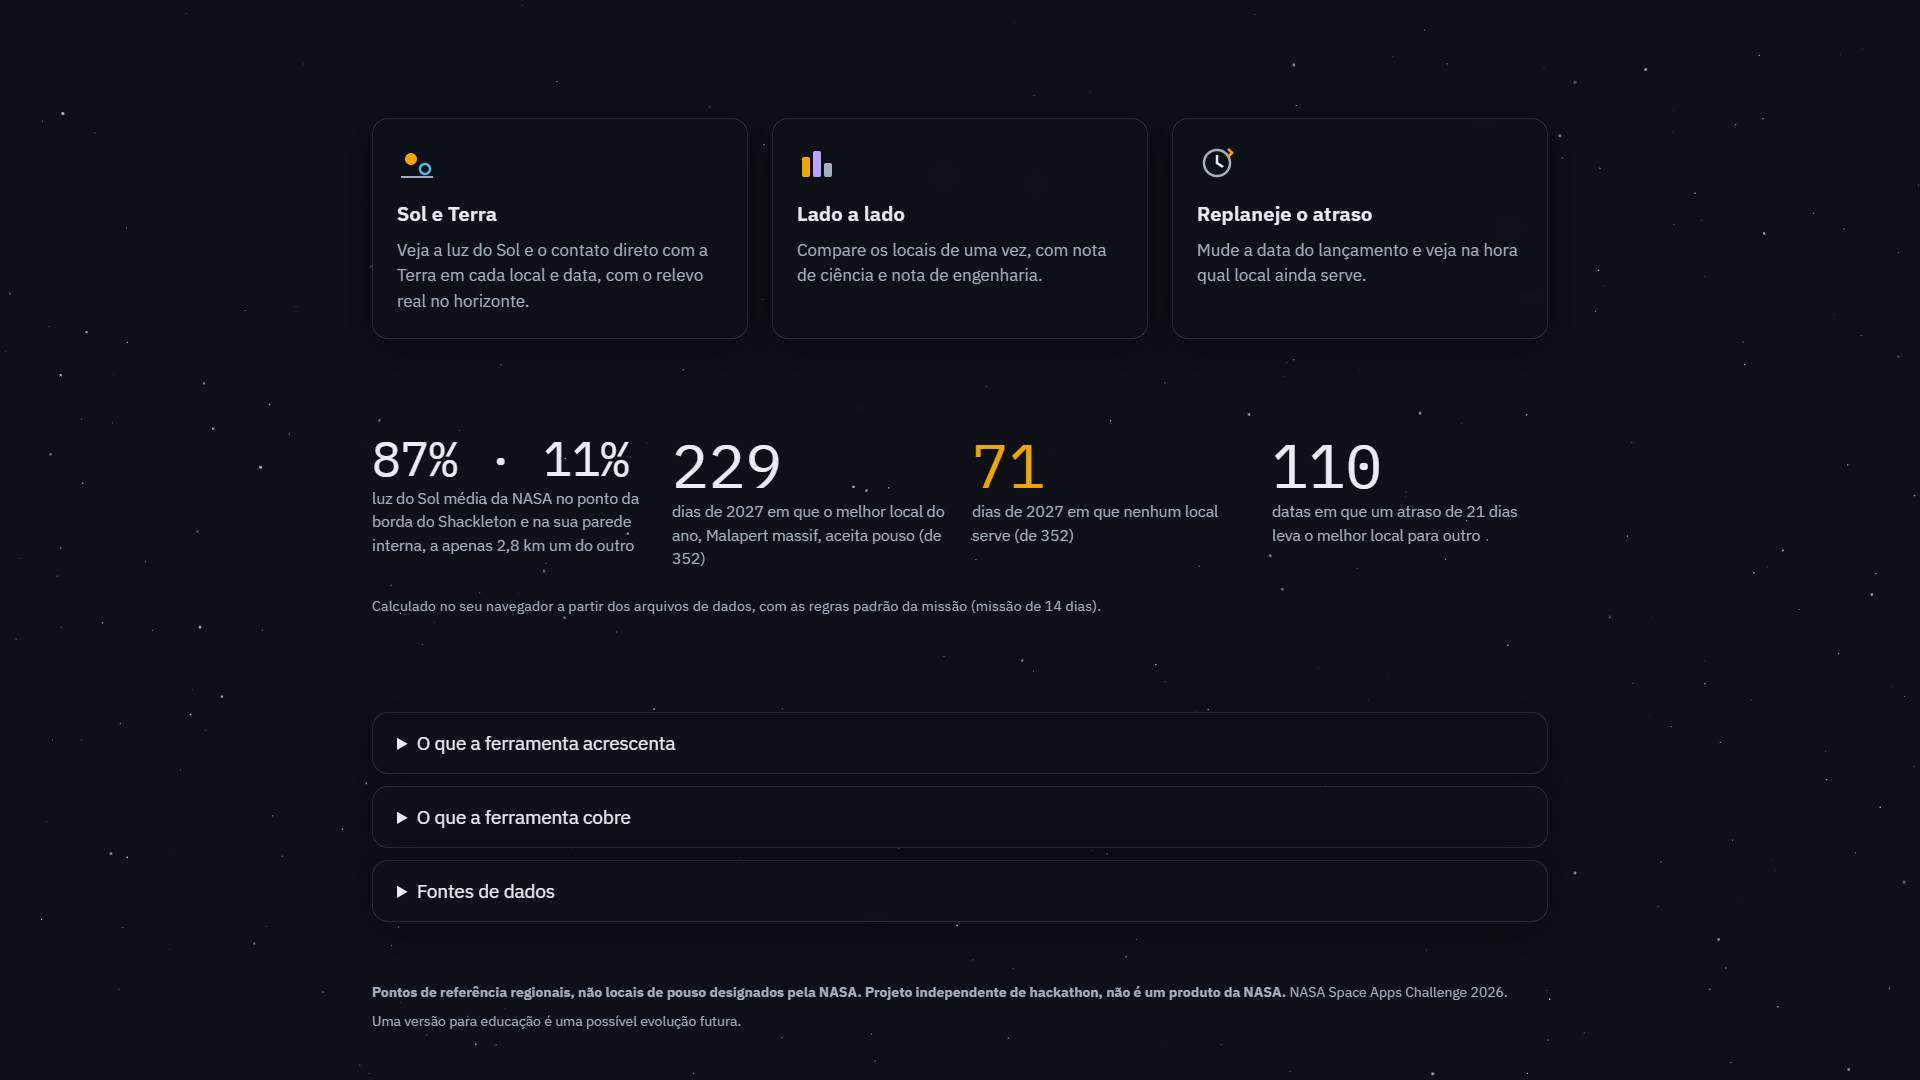 Sol e Terra
Veja a luz do Sol e o contato direto com a
Terra em cada local e data, com o relevo
real no horizonte.
Lado a lado
Compare os locais de uma vez, com nota
de ciência e nota de engenharia.
Replaneje o atraso
Mude a data do lançamento e veja na hora
qual local ainda serve.
87% · 11%
luz do Sol média da NASA no ponto da
borda do Shackleton e na sua parede
interna, a apenas 2,8 km um do outro
229
dias de 2027 em que o melhor local do
ano, Malapert massif, aceita pouso (de
352)
71
dias de 2027 em que nenhum local
serve (de 352)
110
datas em que um atraso de 21 dias
leva o melhor local para outro
Calculado no seu navegador a partir dos arquivos de dados, com as regras padrão da missão (missão de 14 dias).
O que a ferramenta acrescenta
O que a ferramenta cobre
Fontes de dados
Pontos de referência regionais, não locais de pouso designados pela NASA. Projeto independente de hackathon, não é um produto da NASA. NASA Space Apps Challenge 2026.
Uma versão para educação é uma possível evolução futura.